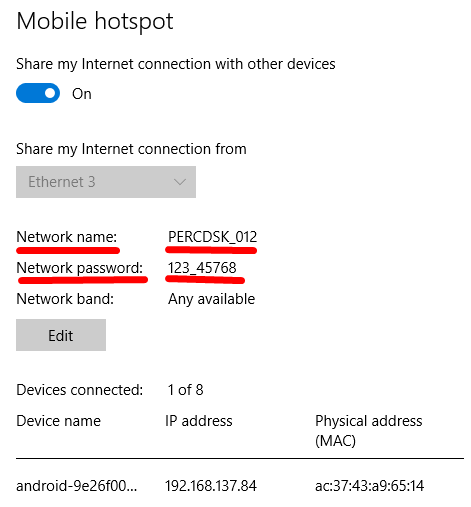 Mobile hotspot
Share my Internet connection with other devices
On
Share my Internet connection from
Ethernet 3
Network name: PERCDSK_012
Network password: 123_45768
Network band: Any available
Edit
Devices connected: 1 of 8
Device name IP address Physical address
(MAC)
android-9e26f00... 192.168.137.84 ac:37:43:a9:65:14